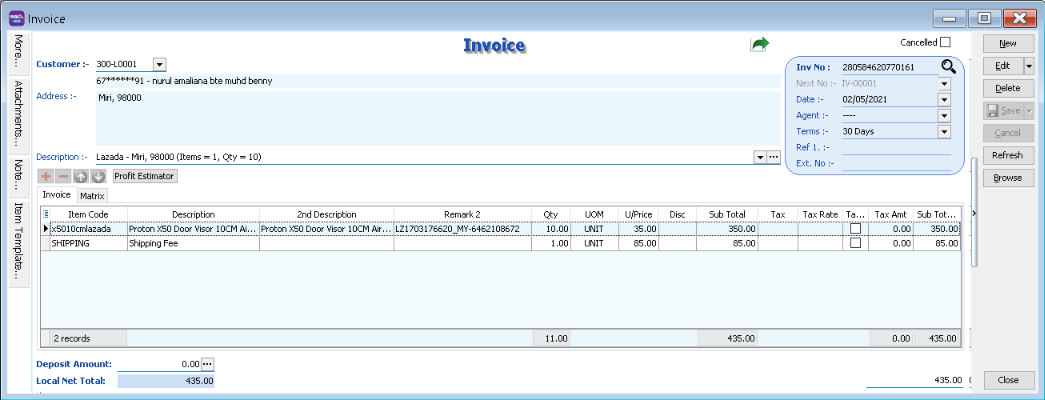 Invoice
Invoice
Cancelled
More...
Attachments...
Note...
Item Template...
Customer :- 300-L0001
67******91 - nurul amaliana bte muhd benny
Address :- Miri, 98000
Description :- Lazada - Miri, 98000 (Items = 1, Qty = 10)
Inv No : 280584620770161
Next No :- IV-00001
Date :- 02/05/2021
Agent :- ----
Terms :- 30 Days
Ref 1. :-
Ext. No :-
New
Edit
Delete
Save
Cancel
Refresh
Browse
Profit Estimator
Invoice Matrix
Item Code Description 2nd Description Remark 2 Qty UOM U/Price Disc Sub Total Tax Tax Rate Ta... Tax Amt Sub Tot...
x5010cmlazada Proton X50 Door Visor 10CM Ai... Proton X50 Door Visor 10CM Air... LZ1703176620_MY-6462108672 10.00 UNIT 35.00 350.00 0.00 350.00
SHIPPING Shipping Fee 1.00 UNIT 85.00 85.00 0.00 85.00
2 records 11.00 435.00 0.00 435.00
Deposit Amount: 0.00
Local Net Total: 435.00 435.00
Close